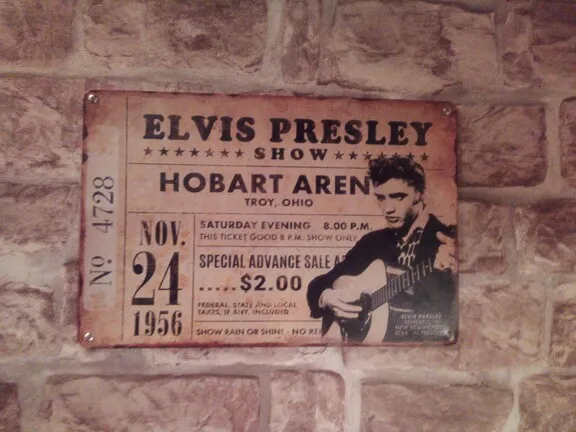 ELVIS PRESLEY
SHOW
HOBART AREN
TROY, OHIO
No 4728
NOV.
24
1956
SATURDAY EVENING 8.00 P.M.
THIS TICKET GOOD 8 P.M. SHOW ONLY
SPECIAL ADVANCE SALE
.....$2.00
FEDERAL, STATE AND LOCAL
TAXES, IF ANY, INCLUDED
SHOW RAIN OR SHINE - NO
ELVIS PRESLEY